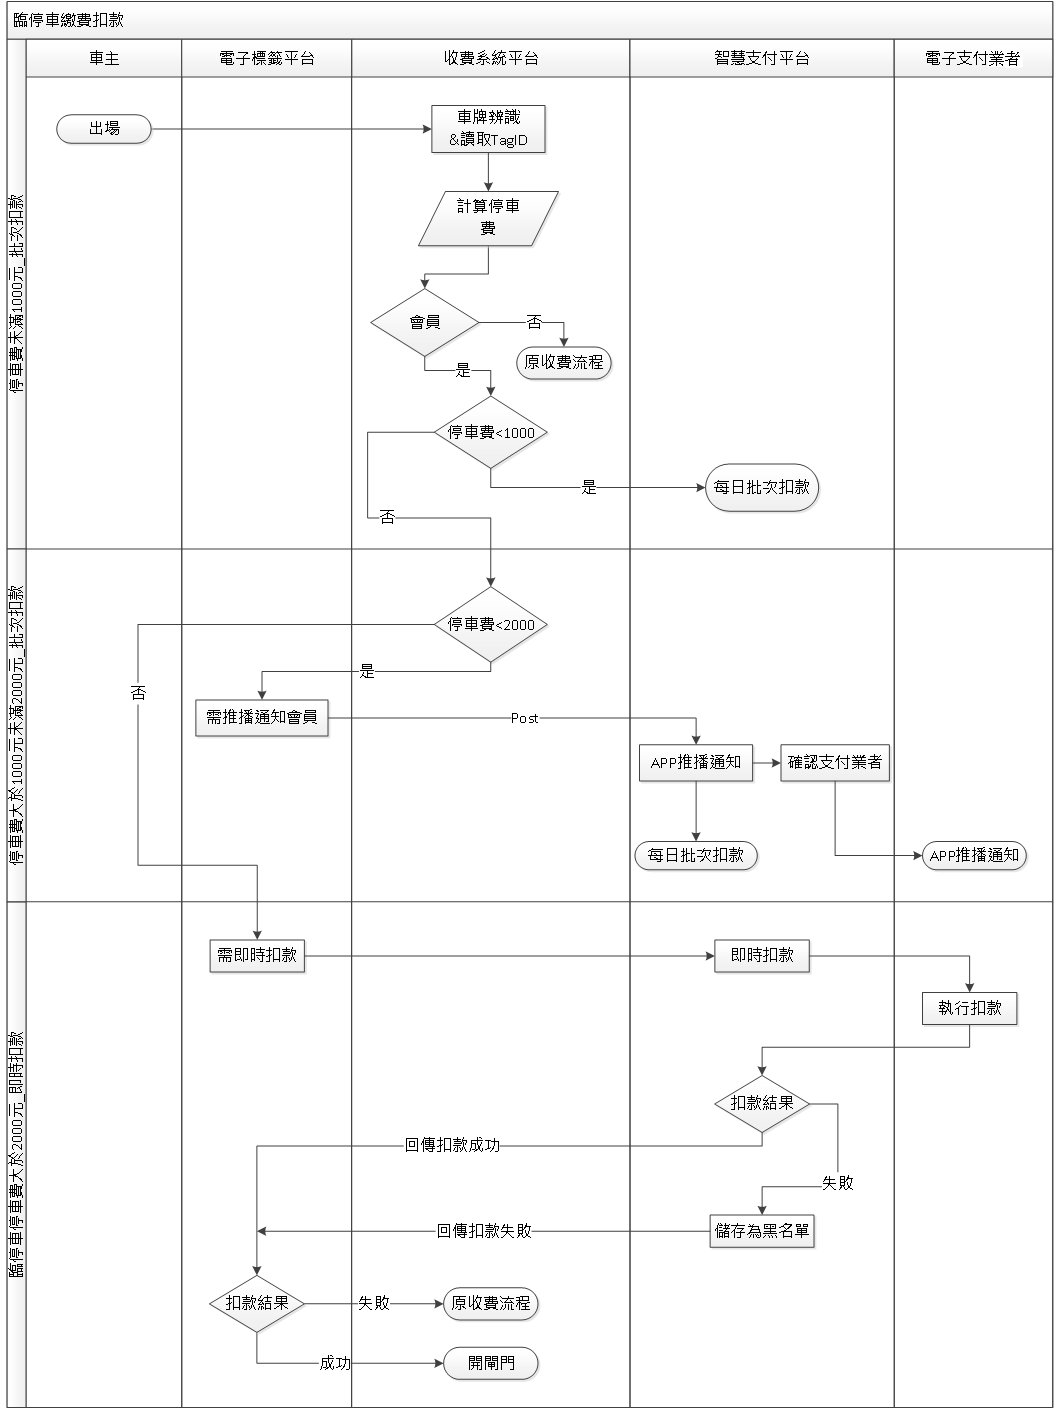 臨停車繳費扣款
車主
電子標籤平台
收費系統平台
智慧支付平台
電子支付業者
停車費未滿1000元_批次扣款
出場
車牌辨識
&讀取TagID
計算停車
費
會員
否
原收費流程
是
停車費<1000
是
每日批次扣款
否
停車費大於1000元未滿2000元_批次扣款
停車費<2000
是
否
需推播通知會員
Post
APP推播通知
確認支付業者
每日批次扣款
APP推播通知
臨停車停車費大於2000元_即時扣款
需即時扣款
即時扣款
執行扣款
扣款結果
回傳扣款成功
失敗
回傳扣款失敗
儲存為黑名單
扣款結果
失敗
原收費流程
成功
開閘門